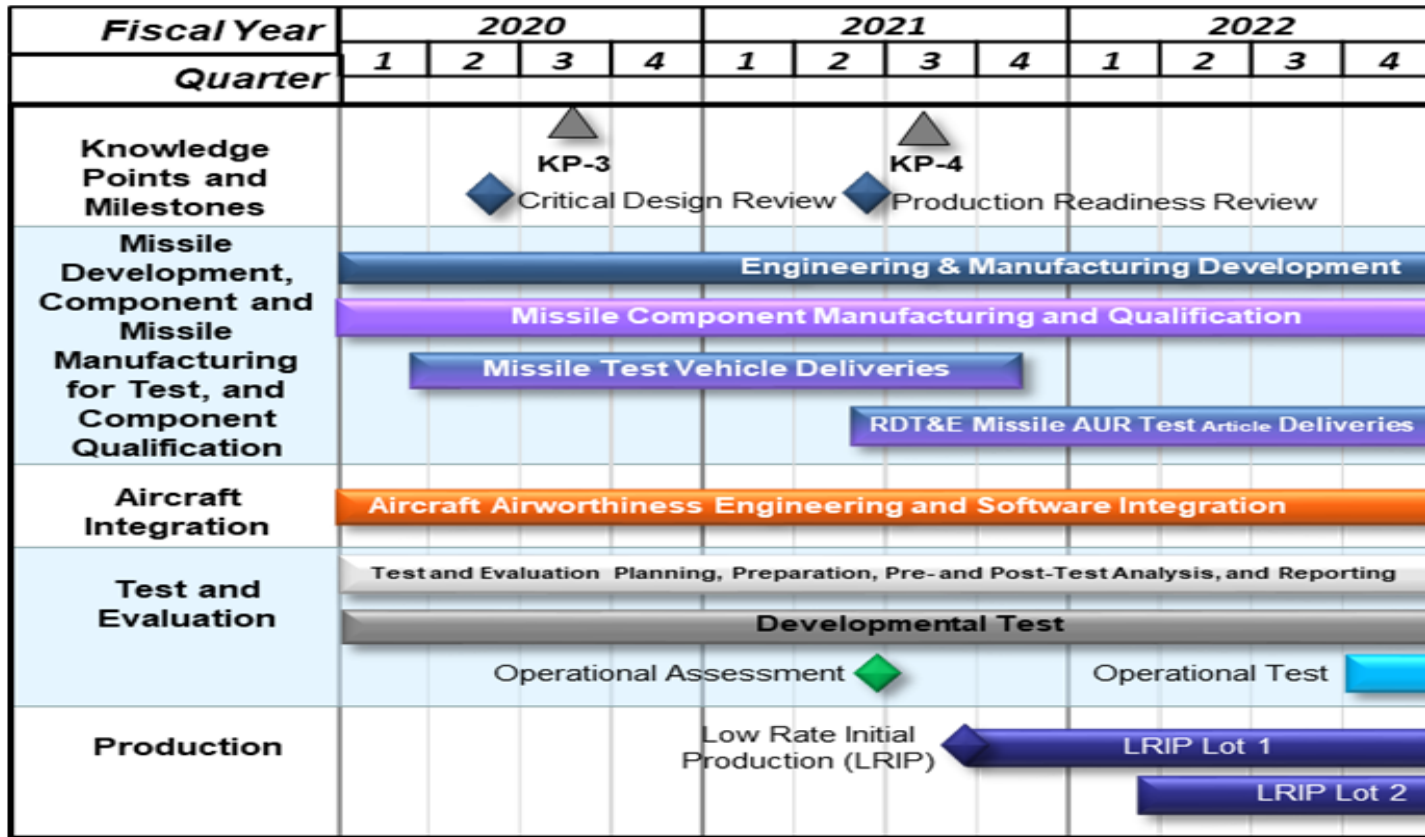 Fiscal Year
2020 2021 2022
Quarter
1 2 3 4 1 2 3 4 1 2 3 4
Knowledge
Points and
Milestones
KP-3
KP-4
Critical Design Review
Production Readiness Review
Missile
Development,
Component and
Missile
Manufacturing
for Test, and
Component
Qualification
Engineering & Manufacturing Development
Missile Component Manufacturing and Qualification
Missile Test Vehicle Deliveries
RDT&E Missile AUR Test Article Deliveries
Aircraft
Integration
Aircraft Airworthiness Engineering and Software Integration
Test and
Evaluation
Test and Evaluation Planning, Preparation, Pre- and Post-Test Analysis, and Reporting
Developmental Test
Operational Assessment
Operational Test
Production
Low Rate Initial
Production (LRIP)
LRIP Lot 1
LRIP Lot 2